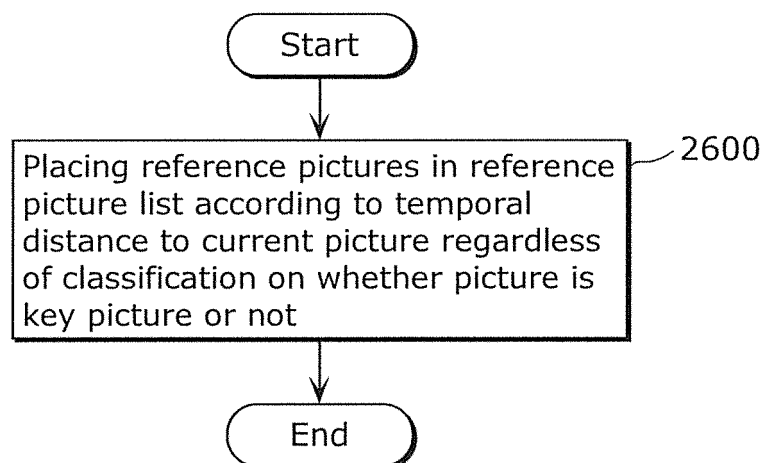 Start
Placing reference pictures in reference
picture list according to temporal
distance to current picture regardless
of classification on whether picture is
key picture or not
2600
End